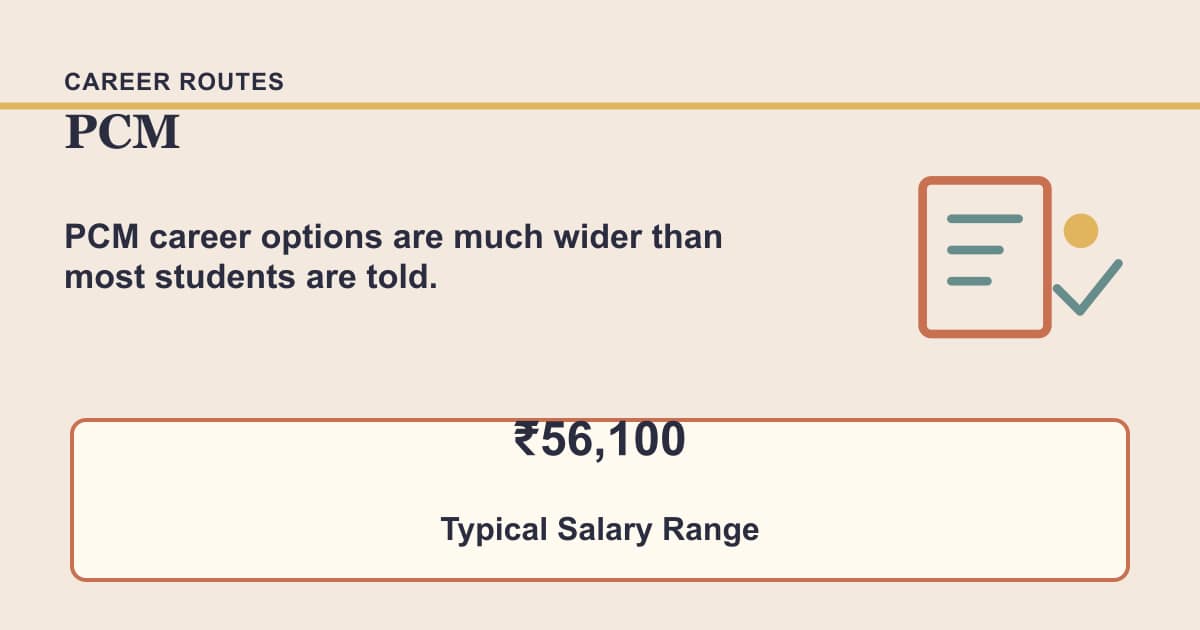 CAREER ROUTES
PCM
PCM career options are much wider than
most students are told.
₹56,100
Typical Salary Range